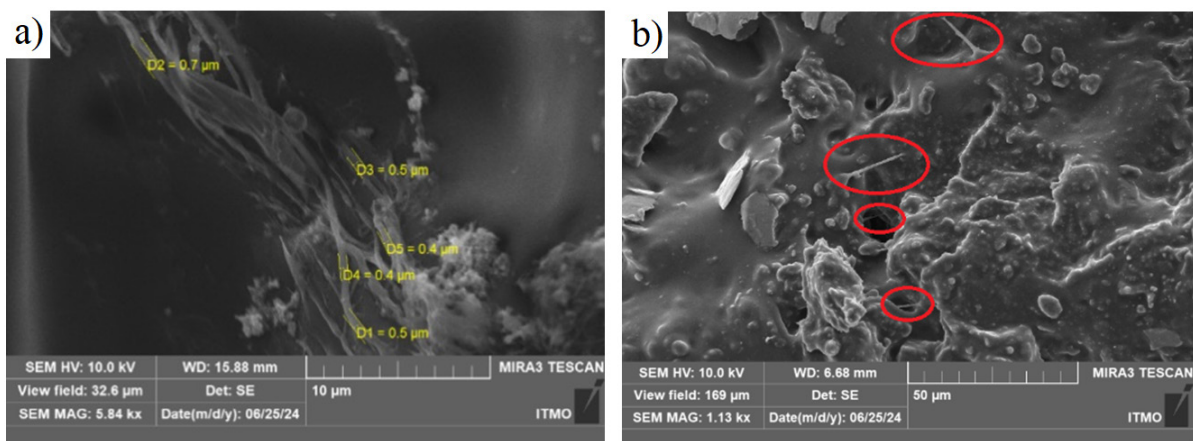 a)
D2 = 0.7 µm
D3 = 0.5 µm
D5 = 0.4 µm
D4 = 0.4 µm
D1 = 0.5 µm
SEM HV: 10.0 kV WD: 15.88 mm MIRA3 TESCAN
View field: 32.6 µm Det: SE 10 µm
SEM MAG: 5.84 kx Date(m/d/y): 06/25/24 ITMO
b)
SEM HV: 10.0 kV WD: 6.68 mm MIRA3 TESCAN
View field: 169 µm Det: SE 50 µm
SEM MAG: 1.13 kx Date(m/d/y): 06/25/24 ITMO